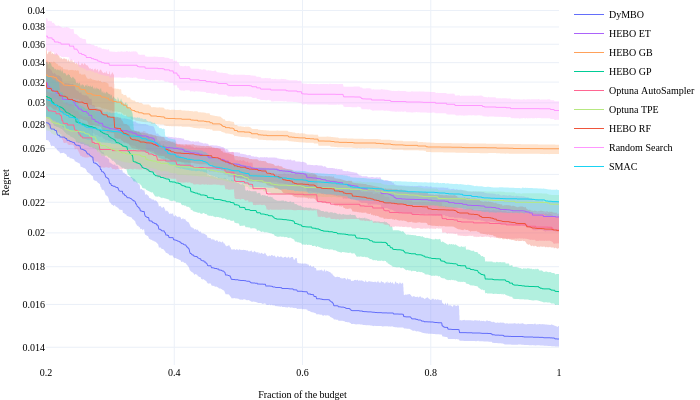 0.04
0.038
0.036
0.034
0.032
0.03
0.028
0.026
0.024
0.022
0.02
0.018
0.016
0.014
Regret
0.2 0.4 0.6 0.8 1
Fraction of the budget
DyMBO
HEBO ET
HEBO GB
HEBO GP
Optuna AutoSampler
Optuna TPE
HEBO RF
Random Search
SMAC